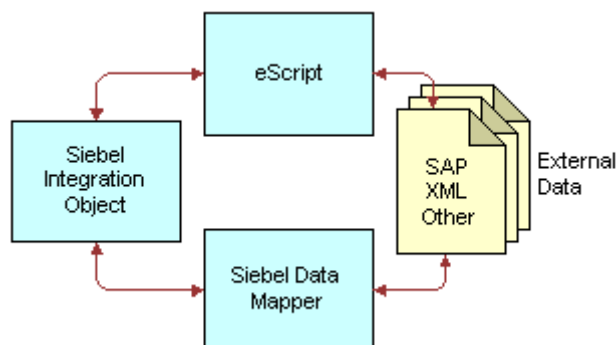 eScript
Siebel
Integration
Object
SAP
XML
Other
External
Data
Siebel Data
Mapper